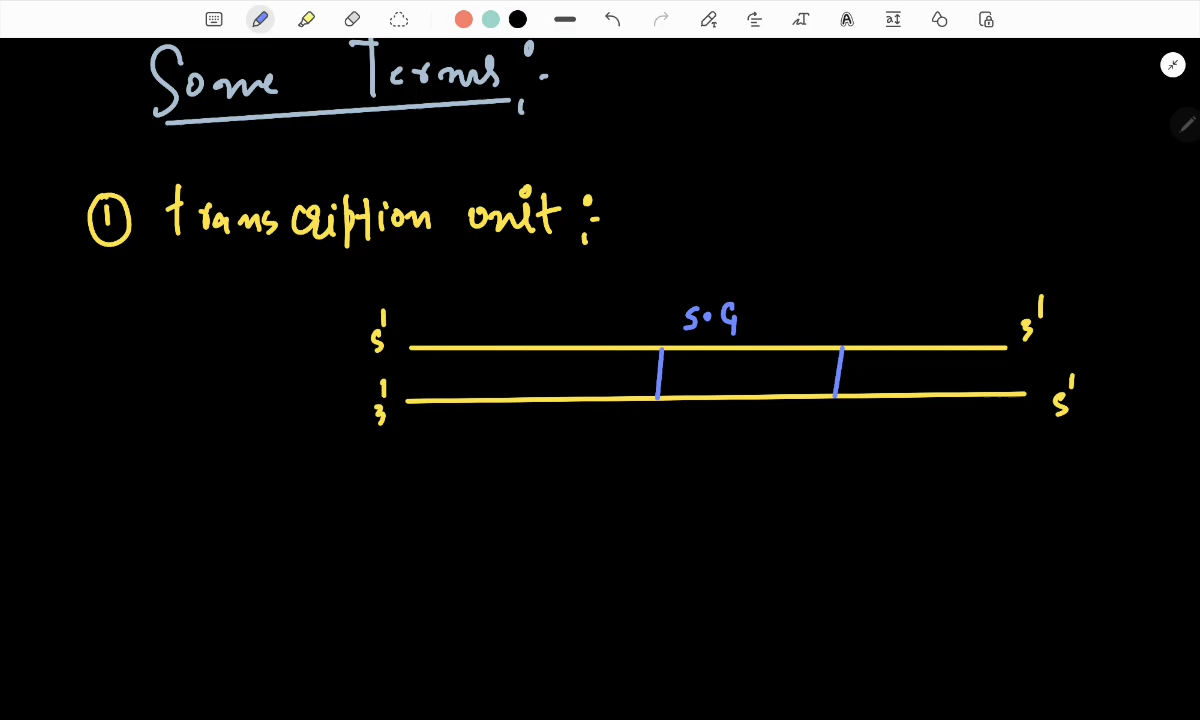 Some Terms :-
① transcription unit :-
S.G
5' 3'
3' 5'